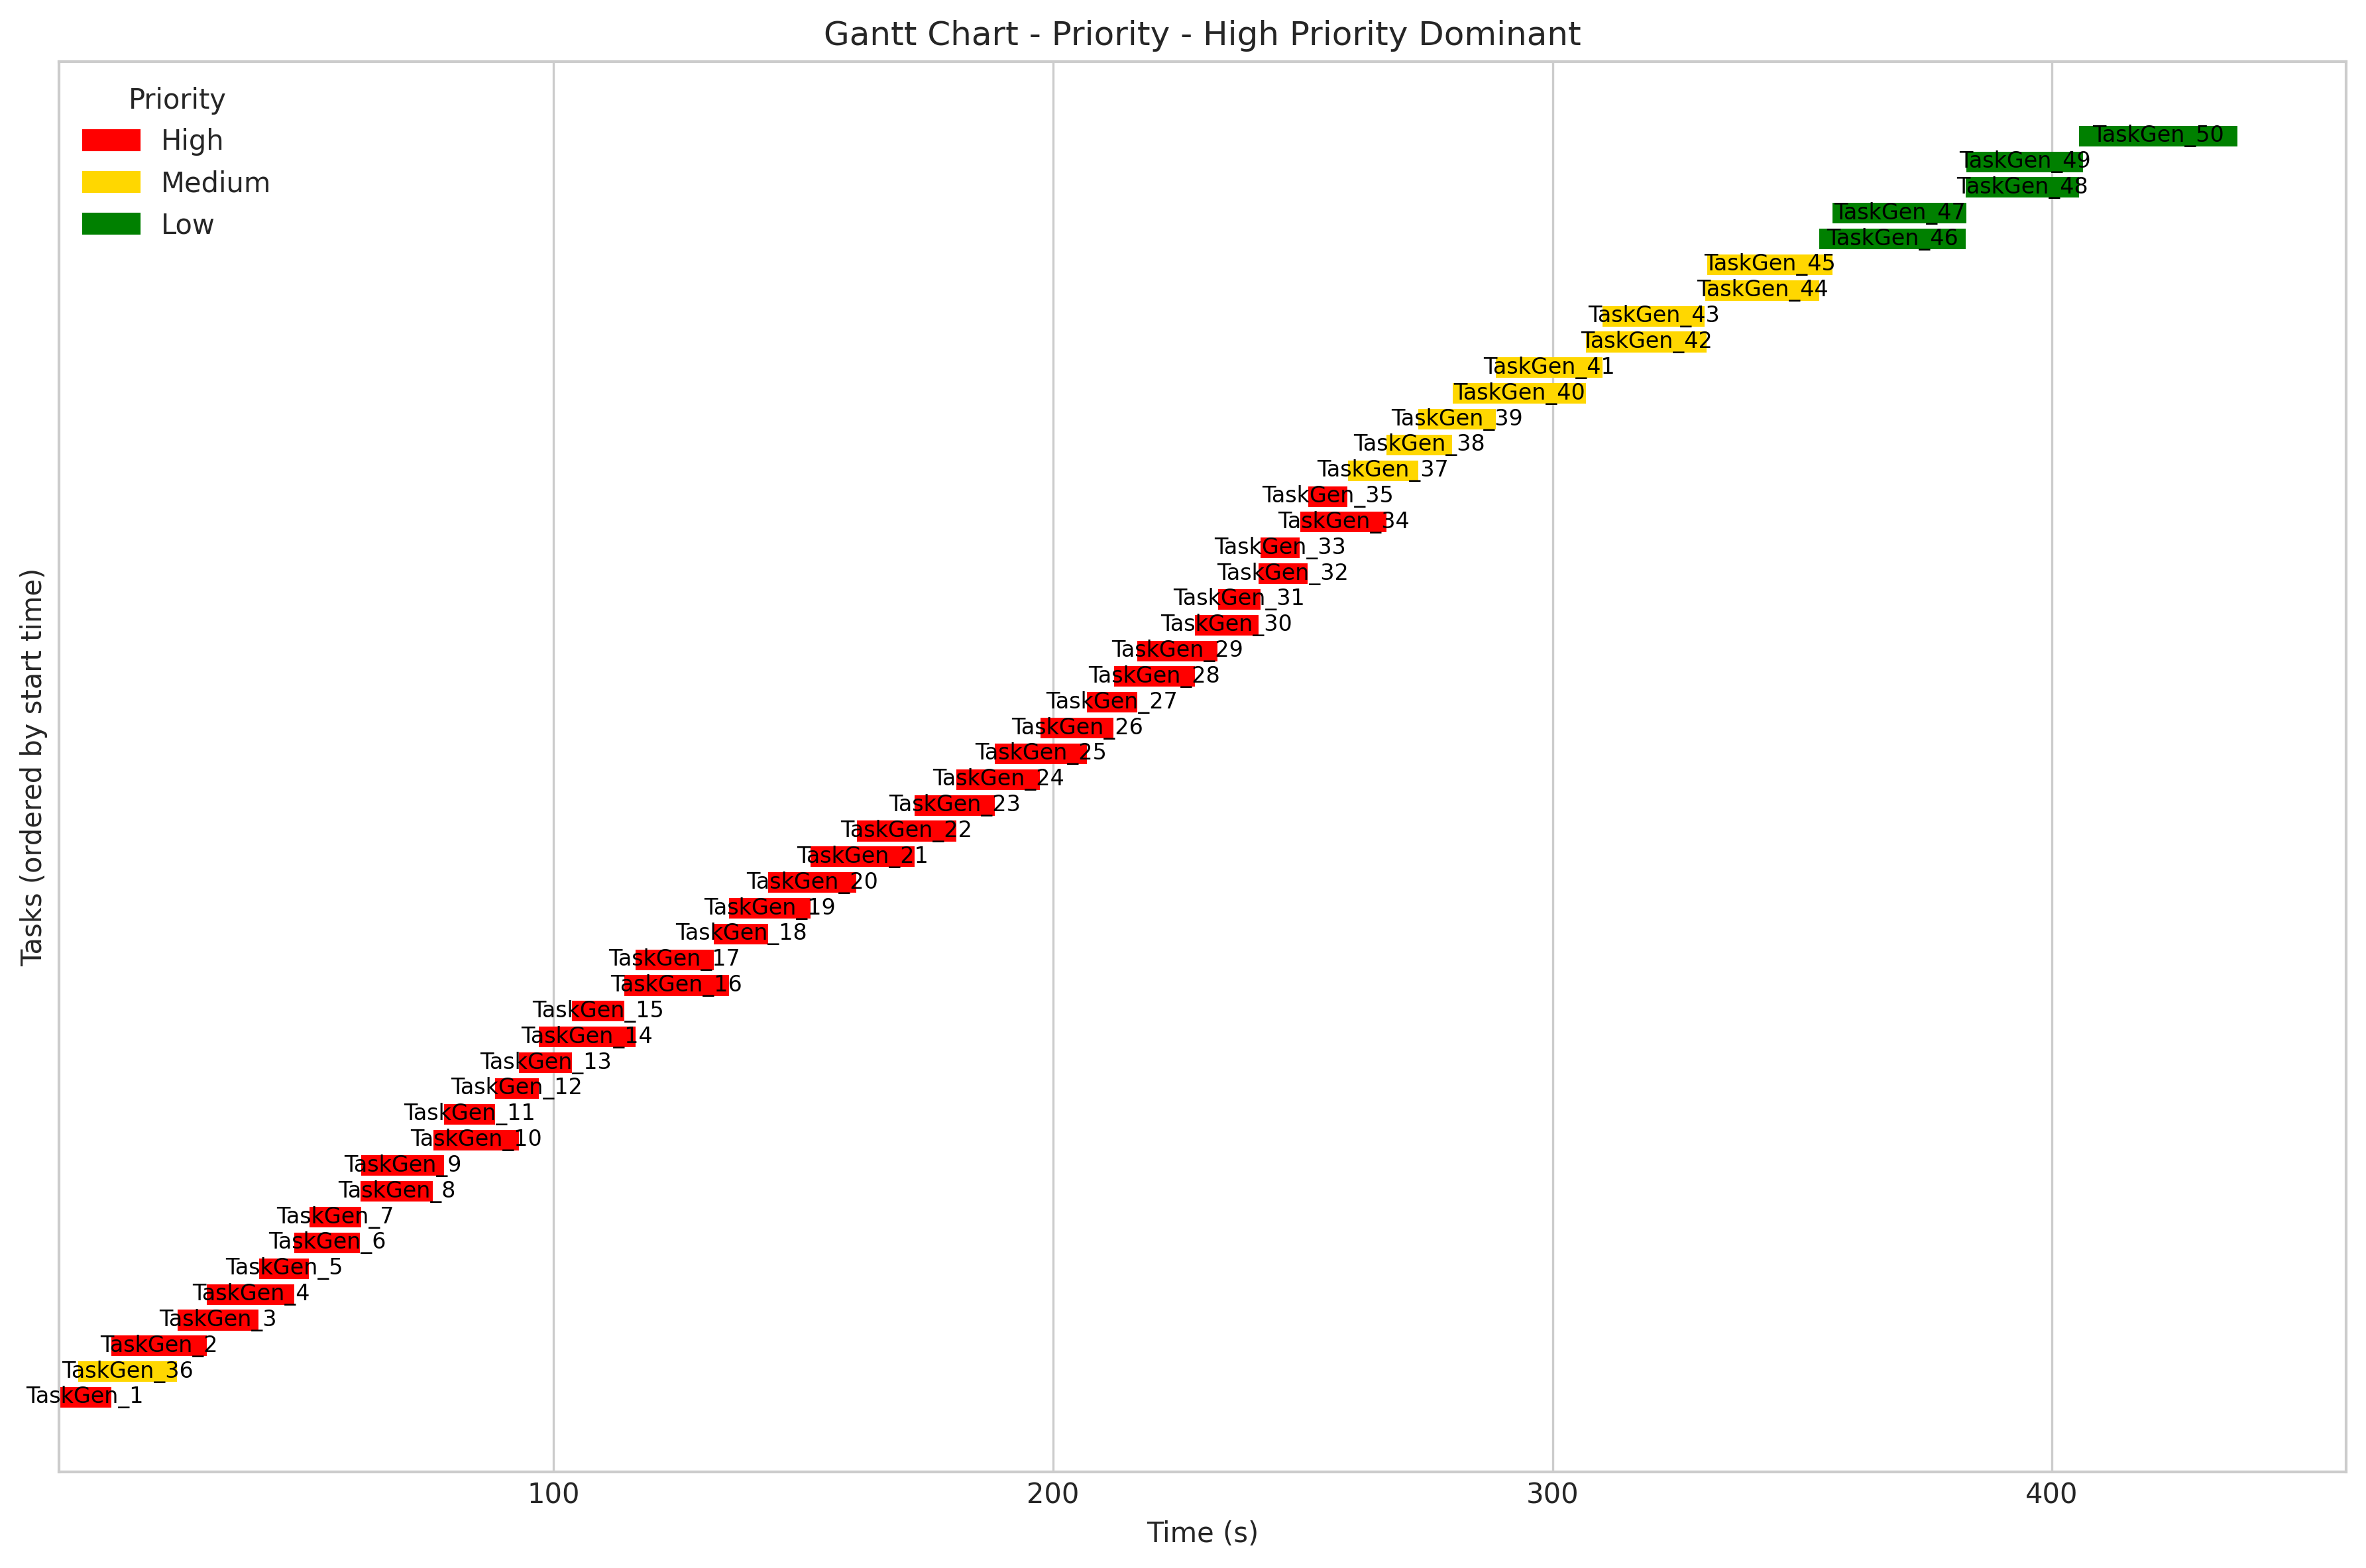 Gantt Chart - Priority - High Priority Dominant
Priority
High
Medium
Low
TaskGen_50
TaskGen_49
TaskGen_48
TaskGen_47
TaskGen_46
TaskGen_45
TaskGen_44
TaskGen_43
TaskGen_42
TaskGen_41
TaskGen_40
TaskGen_39
TaskGen_38
TaskGen_37
TaskGen_35
TaskGen_34
TaskGen_33
TaskGen_32
TaskGen_31
TaskGen_30
TaskGen_29
TaskGen_28
TaskGen_27
TaskGen_26
TaskGen_25
TaskGen_24
TaskGen_23
TaskGen_22
TaskGen_21
TaskGen_20
TaskGen_19
TaskGen_18
TaskGen_17
TaskGen_16
TaskGen_15
TaskGen_14
TaskGen_13
TaskGen_12
TaskGen_11
TaskGen_10
TaskGen_9
TaskGen_8
TaskGen_7
TaskGen_6
TaskGen_5
TaskGen_4
TaskGen_3
TaskGen_2
TaskGen_36
TaskGen_1
Tasks (ordered by start time)
100 200 300 400
Time (s)